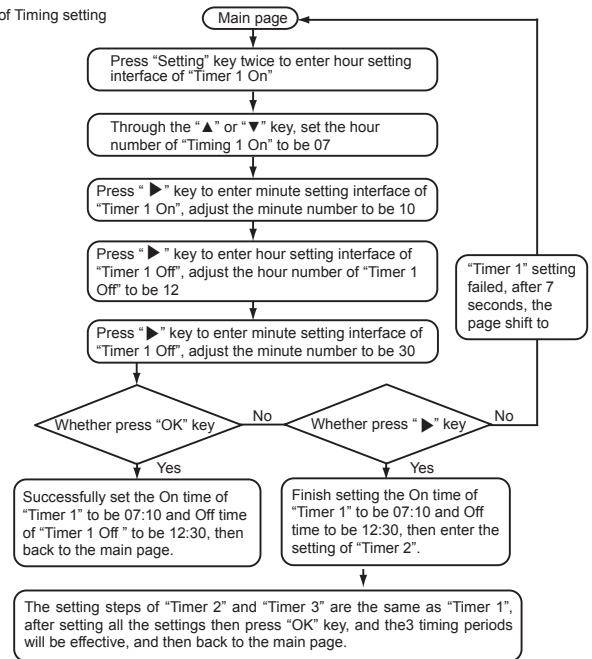 of Timing setting
Main page
Press “Setting” key twice to enter hour setting
interface of “Timer 1 On”
Through the “▲” or “▼” key, set the hour
number of “Timing 1 On” to be 07
Press “ ▶ ” key to enter minute setting interface of
“Timer 1 On”, adjust the minute number to be 10
Press “ ▶ ” key to enter hour setting interface of
“Timer 1 Off”, adjust the hour number of “Timer 1
Off” to be 12
Press “▶” key to enter minute setting interface of
“Timer 1 Off”, adjust the minute number to be 30
“Timer 1” setting
failed, after 7
seconds, the
page shift to
Whether press “OK” key
No
Whether press “ ▶” key
No
Yes
Yes
Successfully set the On time of
“Timer 1” to be 07:10 and Off time
of “Timer 1 Off ” to be 12:30, then
back to the main page.
Finish setting the On time of
“Timer 1” to be 07:10 and Off
time to be 12:30, then enter the
setting of “Timer 2”.
The setting steps of “Timer 2” and “Timer 3” are the same as “Timer 1”,
after setting all the settings then press “OK” key, and the3 timing periods
will be effective, and then back to the main page.